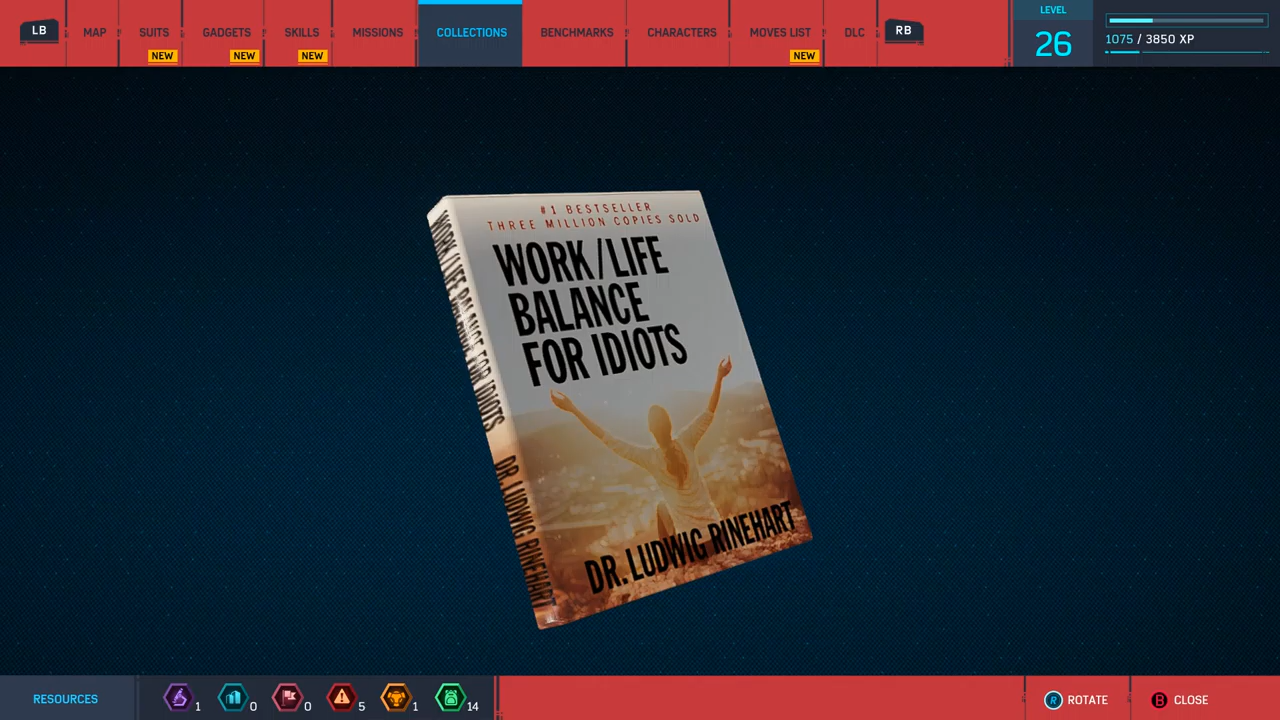 LB
MAP
SUITS
NEW
GADGETS
NEW
SKILLS
NEW
MISSIONS
COLLECTIONS
BENCHMARKS
CHARACTERS
MOVES LIST
NEW
DLC
RB
LEVEL
26
1075 / 3850 XP
#1 BESTSELLER
THREE MILLION COPIES SOLD
WORK/LIFE
BALANCE
FOR IDIOTS
DR. LUDWIG RINEHART
WORK/LIFE BALANCE FOR IDIOTS DR. LUDWIG RINEHART
RESOURCES
1
0
0
5
1
14
R ROTATE
B CLOSE